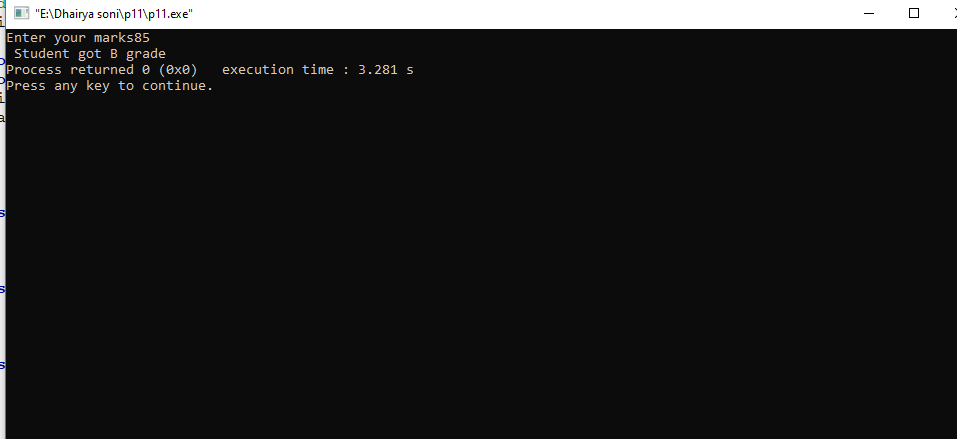 "E:\Dhairya soni\p11\p11.exe"
Enter your marks85
Student got B grade
Process returned 0 (0x0)   execution time : 3.281 s
Press any key to continue.